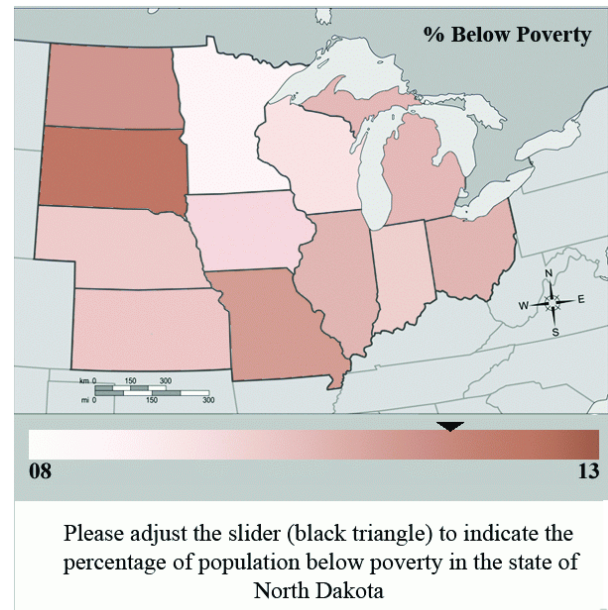 % Below Poverty
N
W E
S
km 0 150 300
mi 0 150 300
08 13
Please adjust the slider (black triangle) to indicate the
percentage of population below poverty in the state of
North Dakota